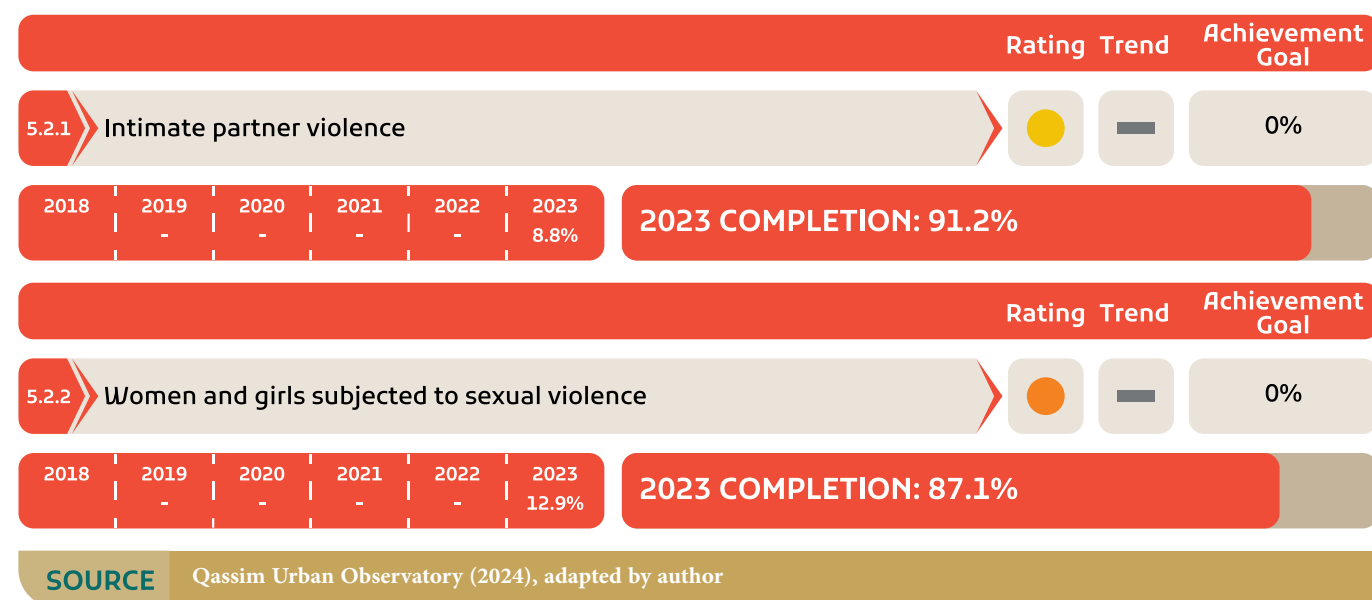 Rating Trend Achievement Goal
5.2.1 Intimate partner violence 0%
2018 2019 2020 2021 2022 2023
- - - - 8.8%
2023 COMPLETION: 91.2%
Rating Trend Achievement Goal
5.2.2 Women and girls subjected to sexual violence 0%
2018 2019 2020 2021 2022 2023
- - - - 12.9%
2023 COMPLETION: 87.1%
SOURCE Qassim Urban Observatory (2024), adapted by author